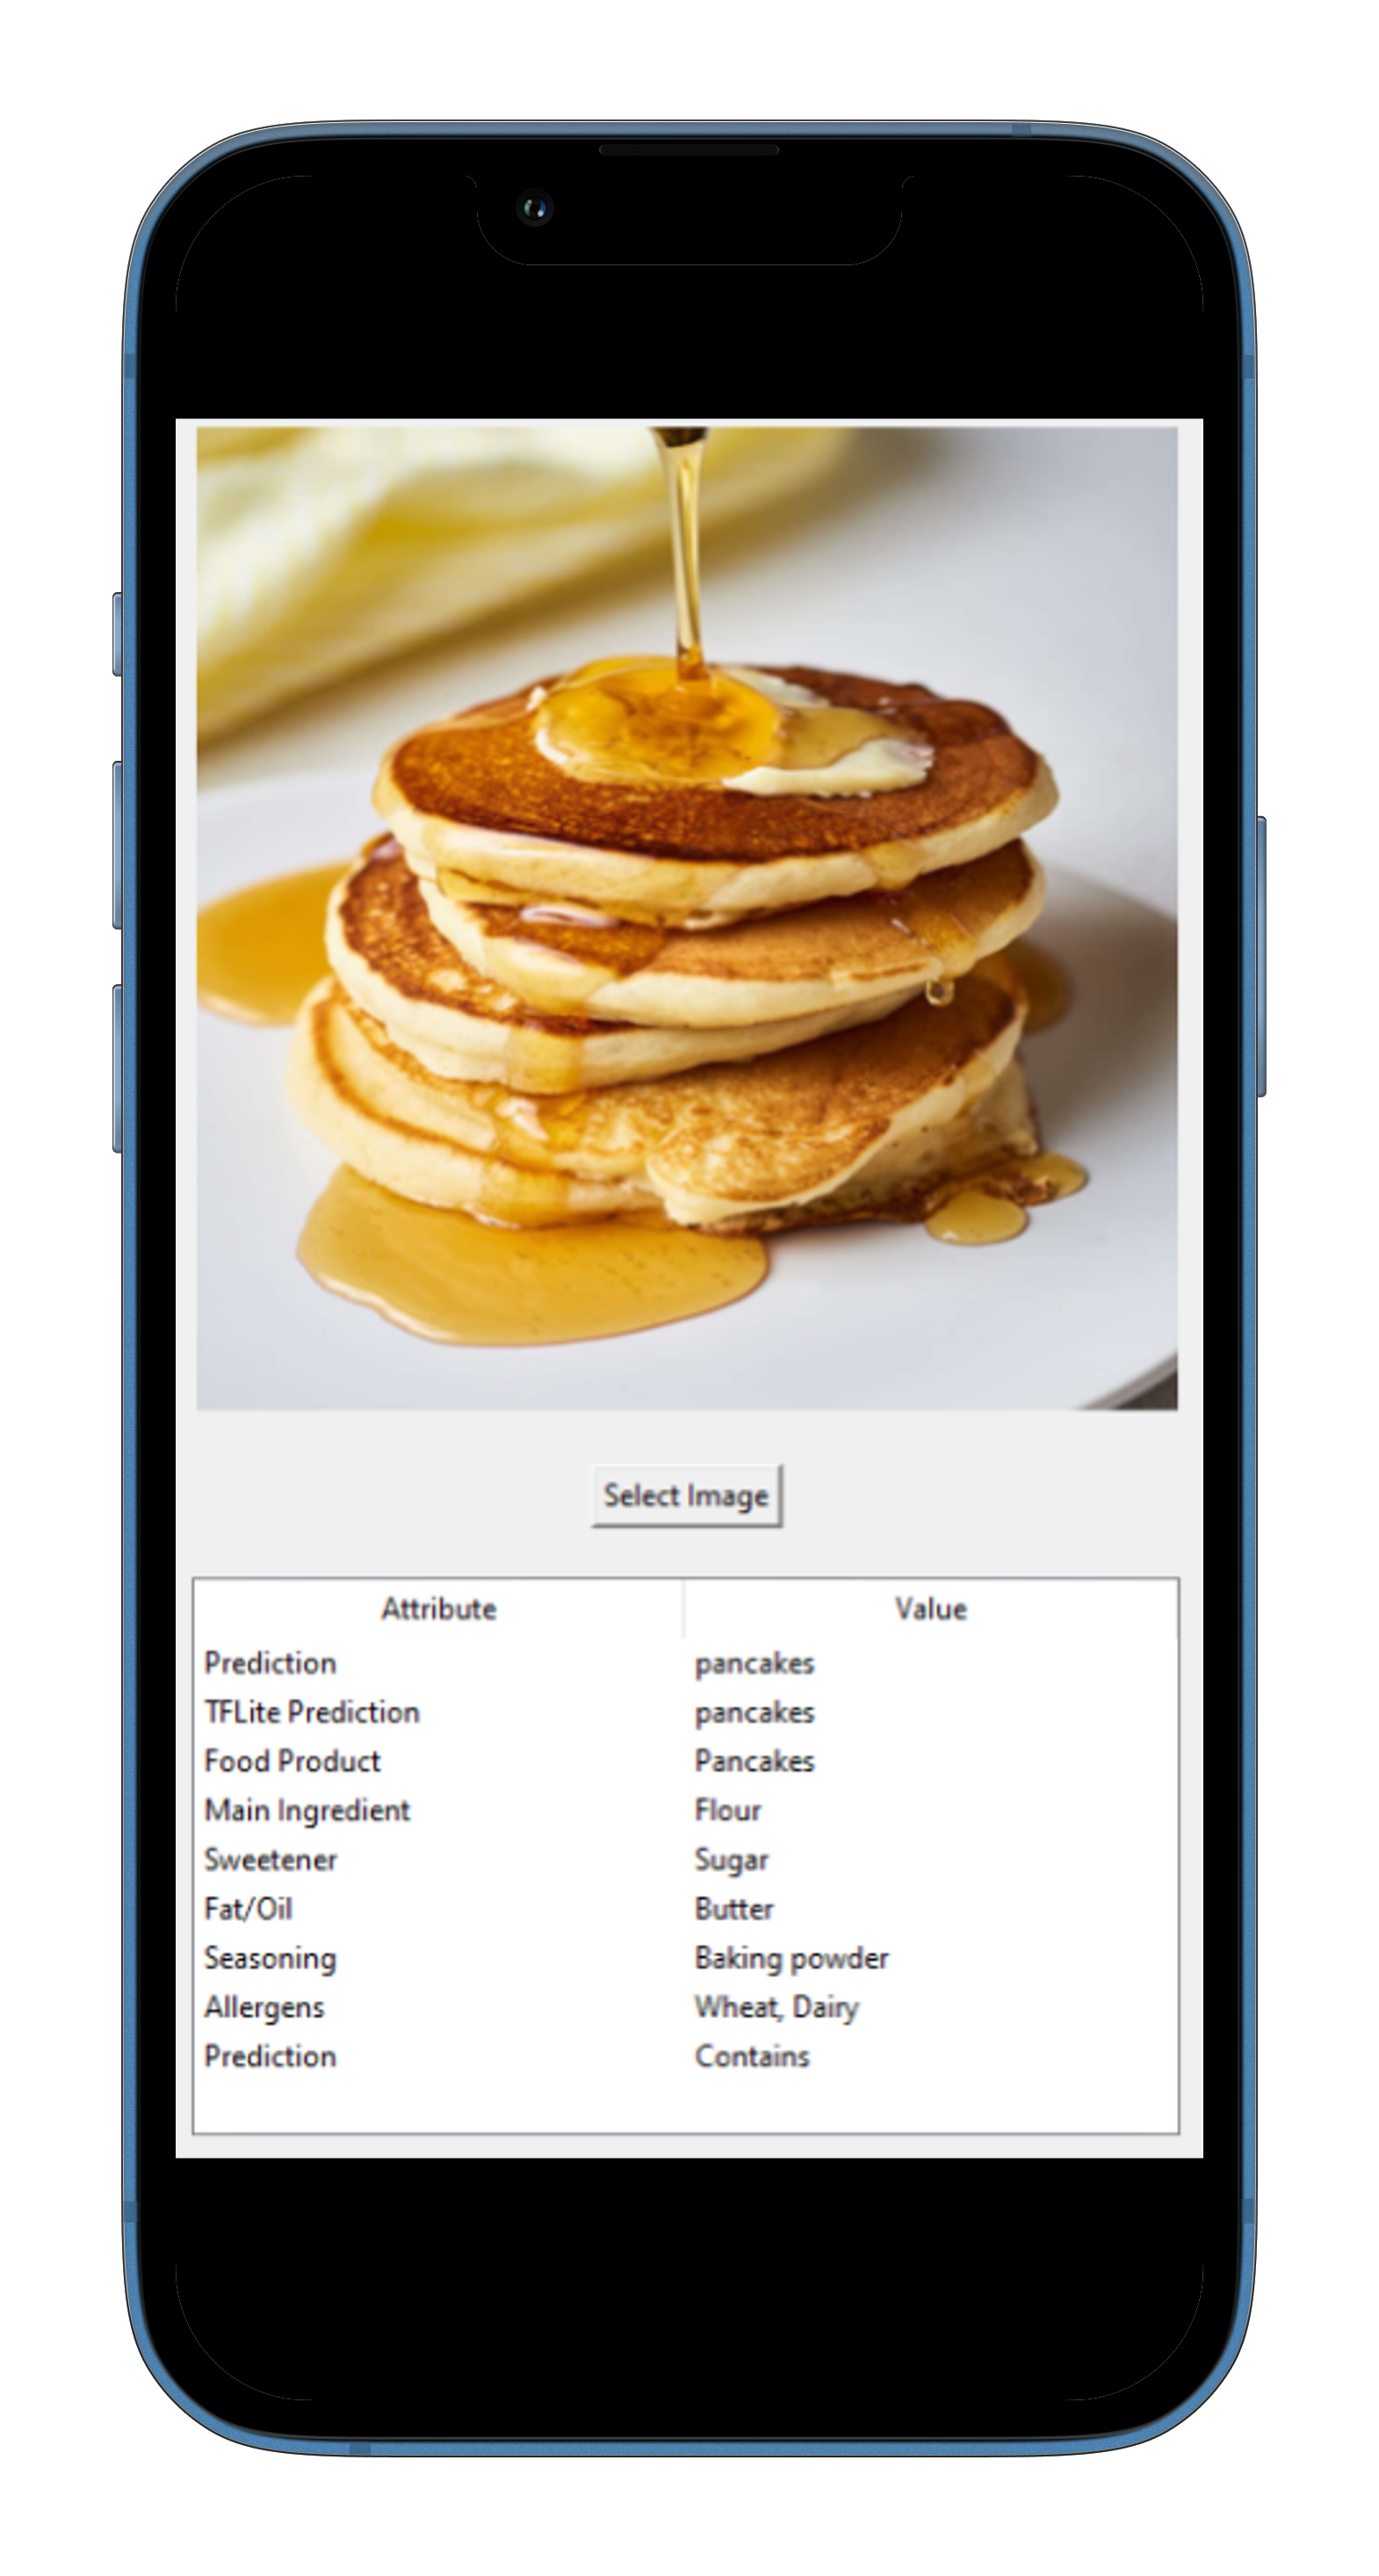 Select Image
Attribute Value
Prediction pancakes
TFLite Prediction pancakes
Food Product Pancakes
Main Ingredient Flour
Sweetener Sugar
Fat/Oil Butter
Seasoning Baking powder
Allergens Wheat, Dairy
Prediction Contains